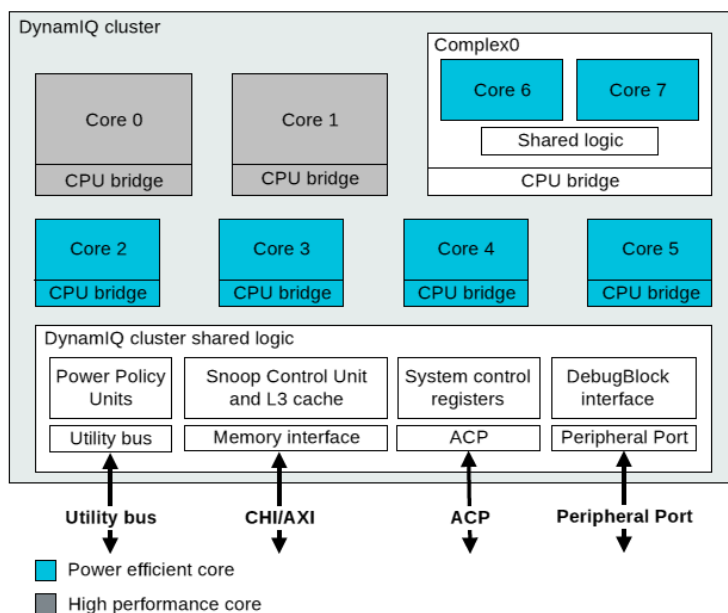 DynamIQ cluster
Complex0
Core 0
Core 1
Core 6
Core 7
Shared logic
CPU bridge
CPU bridge
CPU bridge
Core 2
Core 3
Core 4
Core 5
CPU bridge
CPU bridge
CPU bridge
CPU bridge
DynamIQ cluster shared logic
Power Policy
Units
Snoop Control Unit
and L3 cache
System control
registers
DebugBlock
interface
Utility bus
Memory interface
ACP
Peripheral Port
Utility bus
CHI/AXI
ACP
Peripheral Port
Power efficient core
High performance core